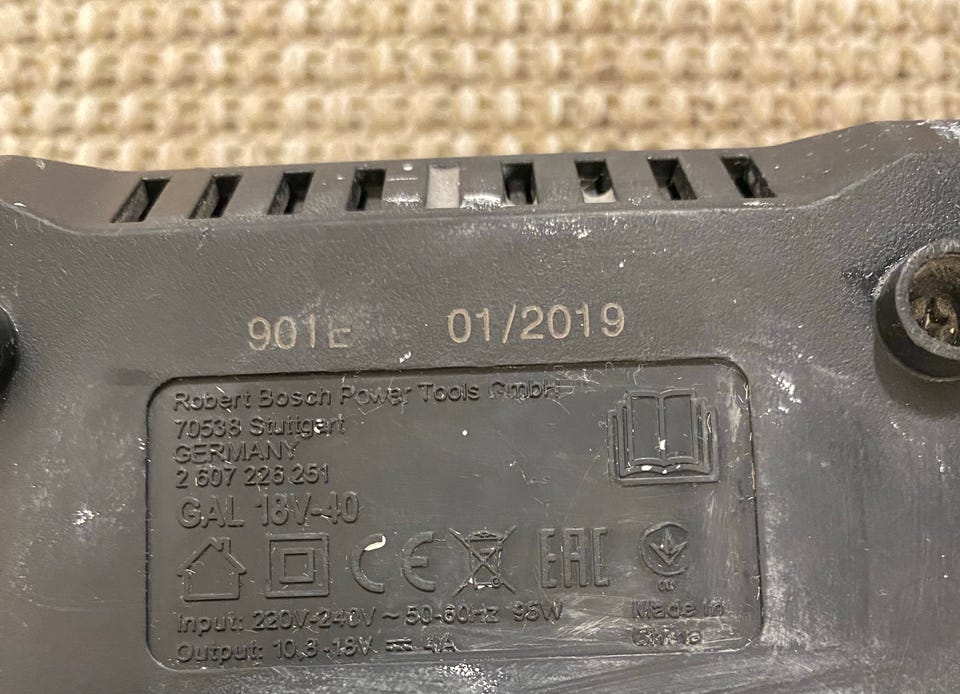 901E 01/2019
Robert Bosch Power Tools GmbH
70538 Stuttgart
GERMANY
2 607 226 251
GAL 18V-40
CE EAC
Input: 220V-240V ~ 50-60Hz 95W
Output: 10,8-18V ⎓ 4A
Made in
China